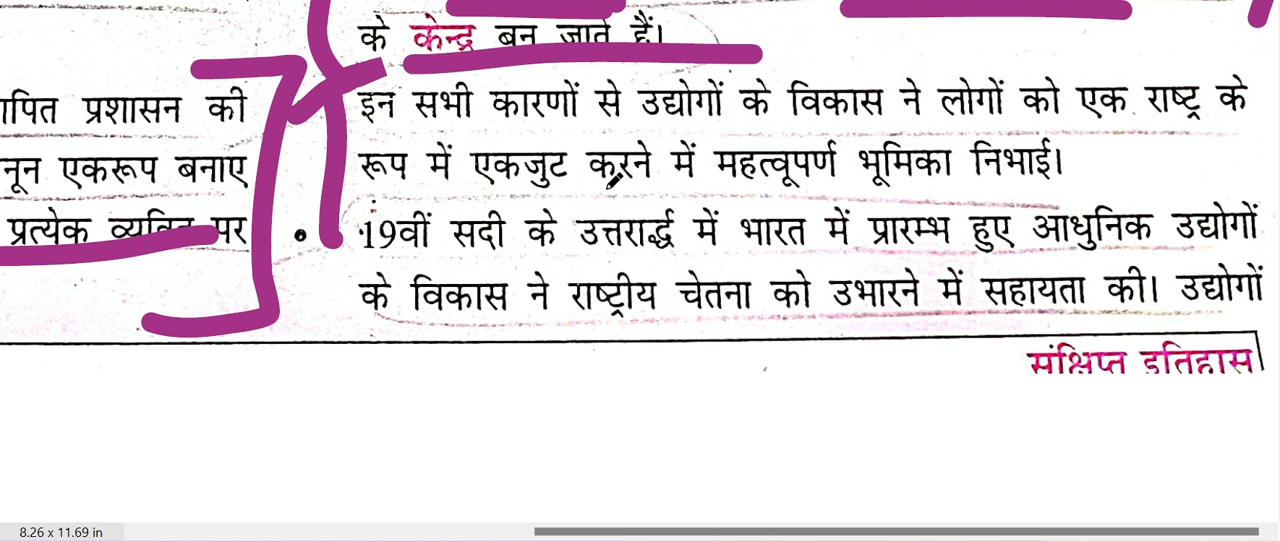 के केन्द्र बन जाते हैं।
ापित प्रशासन की
नून एकरूप बनाए
प्रत्येक व्यक्ति पर
इन सभी कारणों से उद्योगों के विकास ने लोगों को एक राष्ट्र के
रूप में एकजुट करने में महत्वपूर्ण भूमिका निभाई।
• 19वीं सदी के उत्तरार्द्ध में भारत में प्रारम्भ हुए आधुनिक उद्योगों
के विकास ने राष्ट्रीय चेतना को उभारने में सहायता की। उद्योगों
संक्षिप्त इतिहास
8.26 x 11.69 in